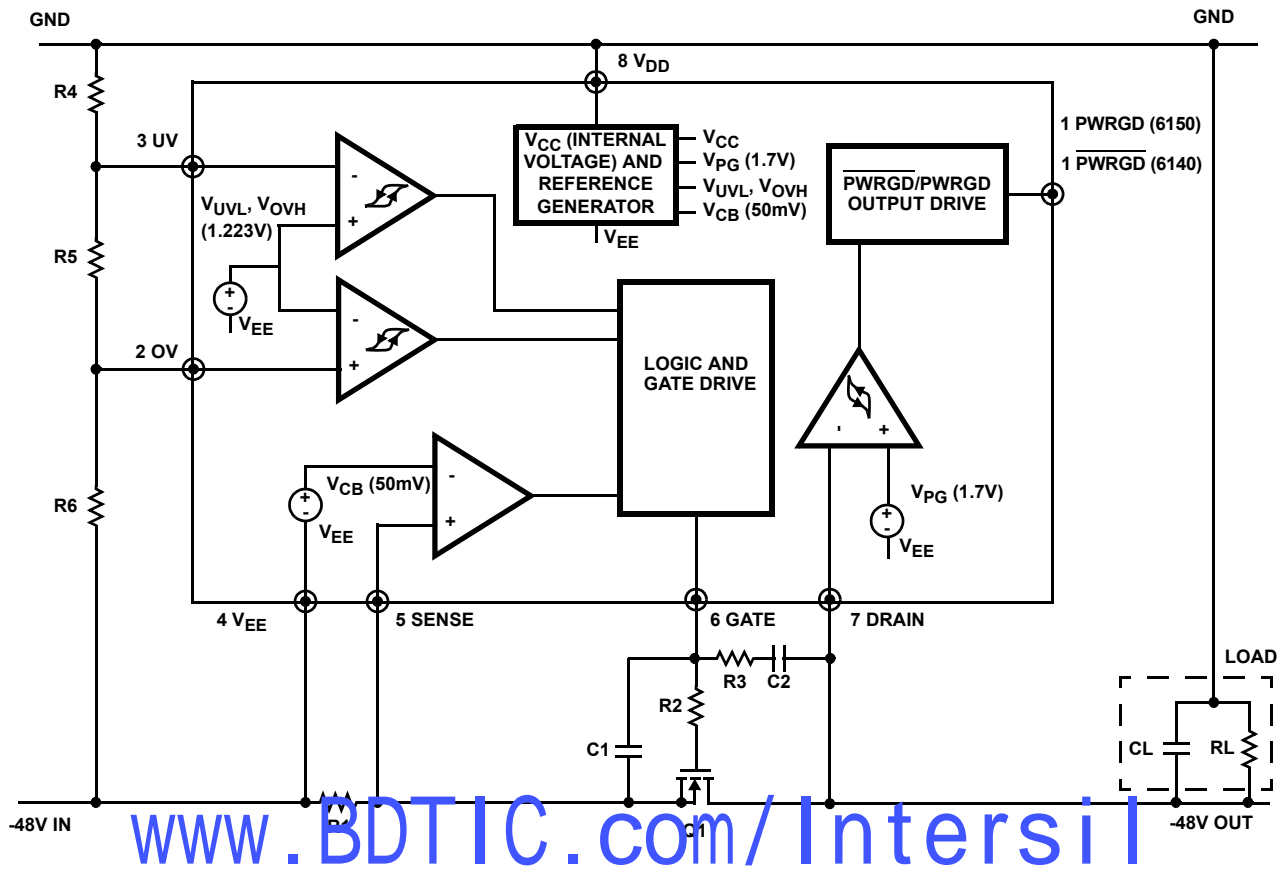 GND
GND
8 VDD
R4
3 UV
1 PWRGD (6150)
1 PWRGD (6140)
VCC (INTERNAL
VOLTAGE) AND
REFERENCE
GENERATOR
VCC
VPG (1.7V)
VUVL, VOVH
VCB (50mV)
VEE
PWRGD/PWRGD
OUTPUT DRIVE
-
+
VUVL, VOVH
(1.223V)
R5
+
-
VEE
-
+
2 OV
LOGIC AND
GATE DRIVE
-
+
R6
+
-
VCB (50mV)
VEE
-
+
VPG (1.7V)
+
-
VEE
4 VEE
5 SENSE
6 GATE
7 DRAIN
R3
C2
R2
C1
LOAD
CL
RL
-48V IN
R1
Q1
-48V OUT
www.BDTIC.com/Intersil